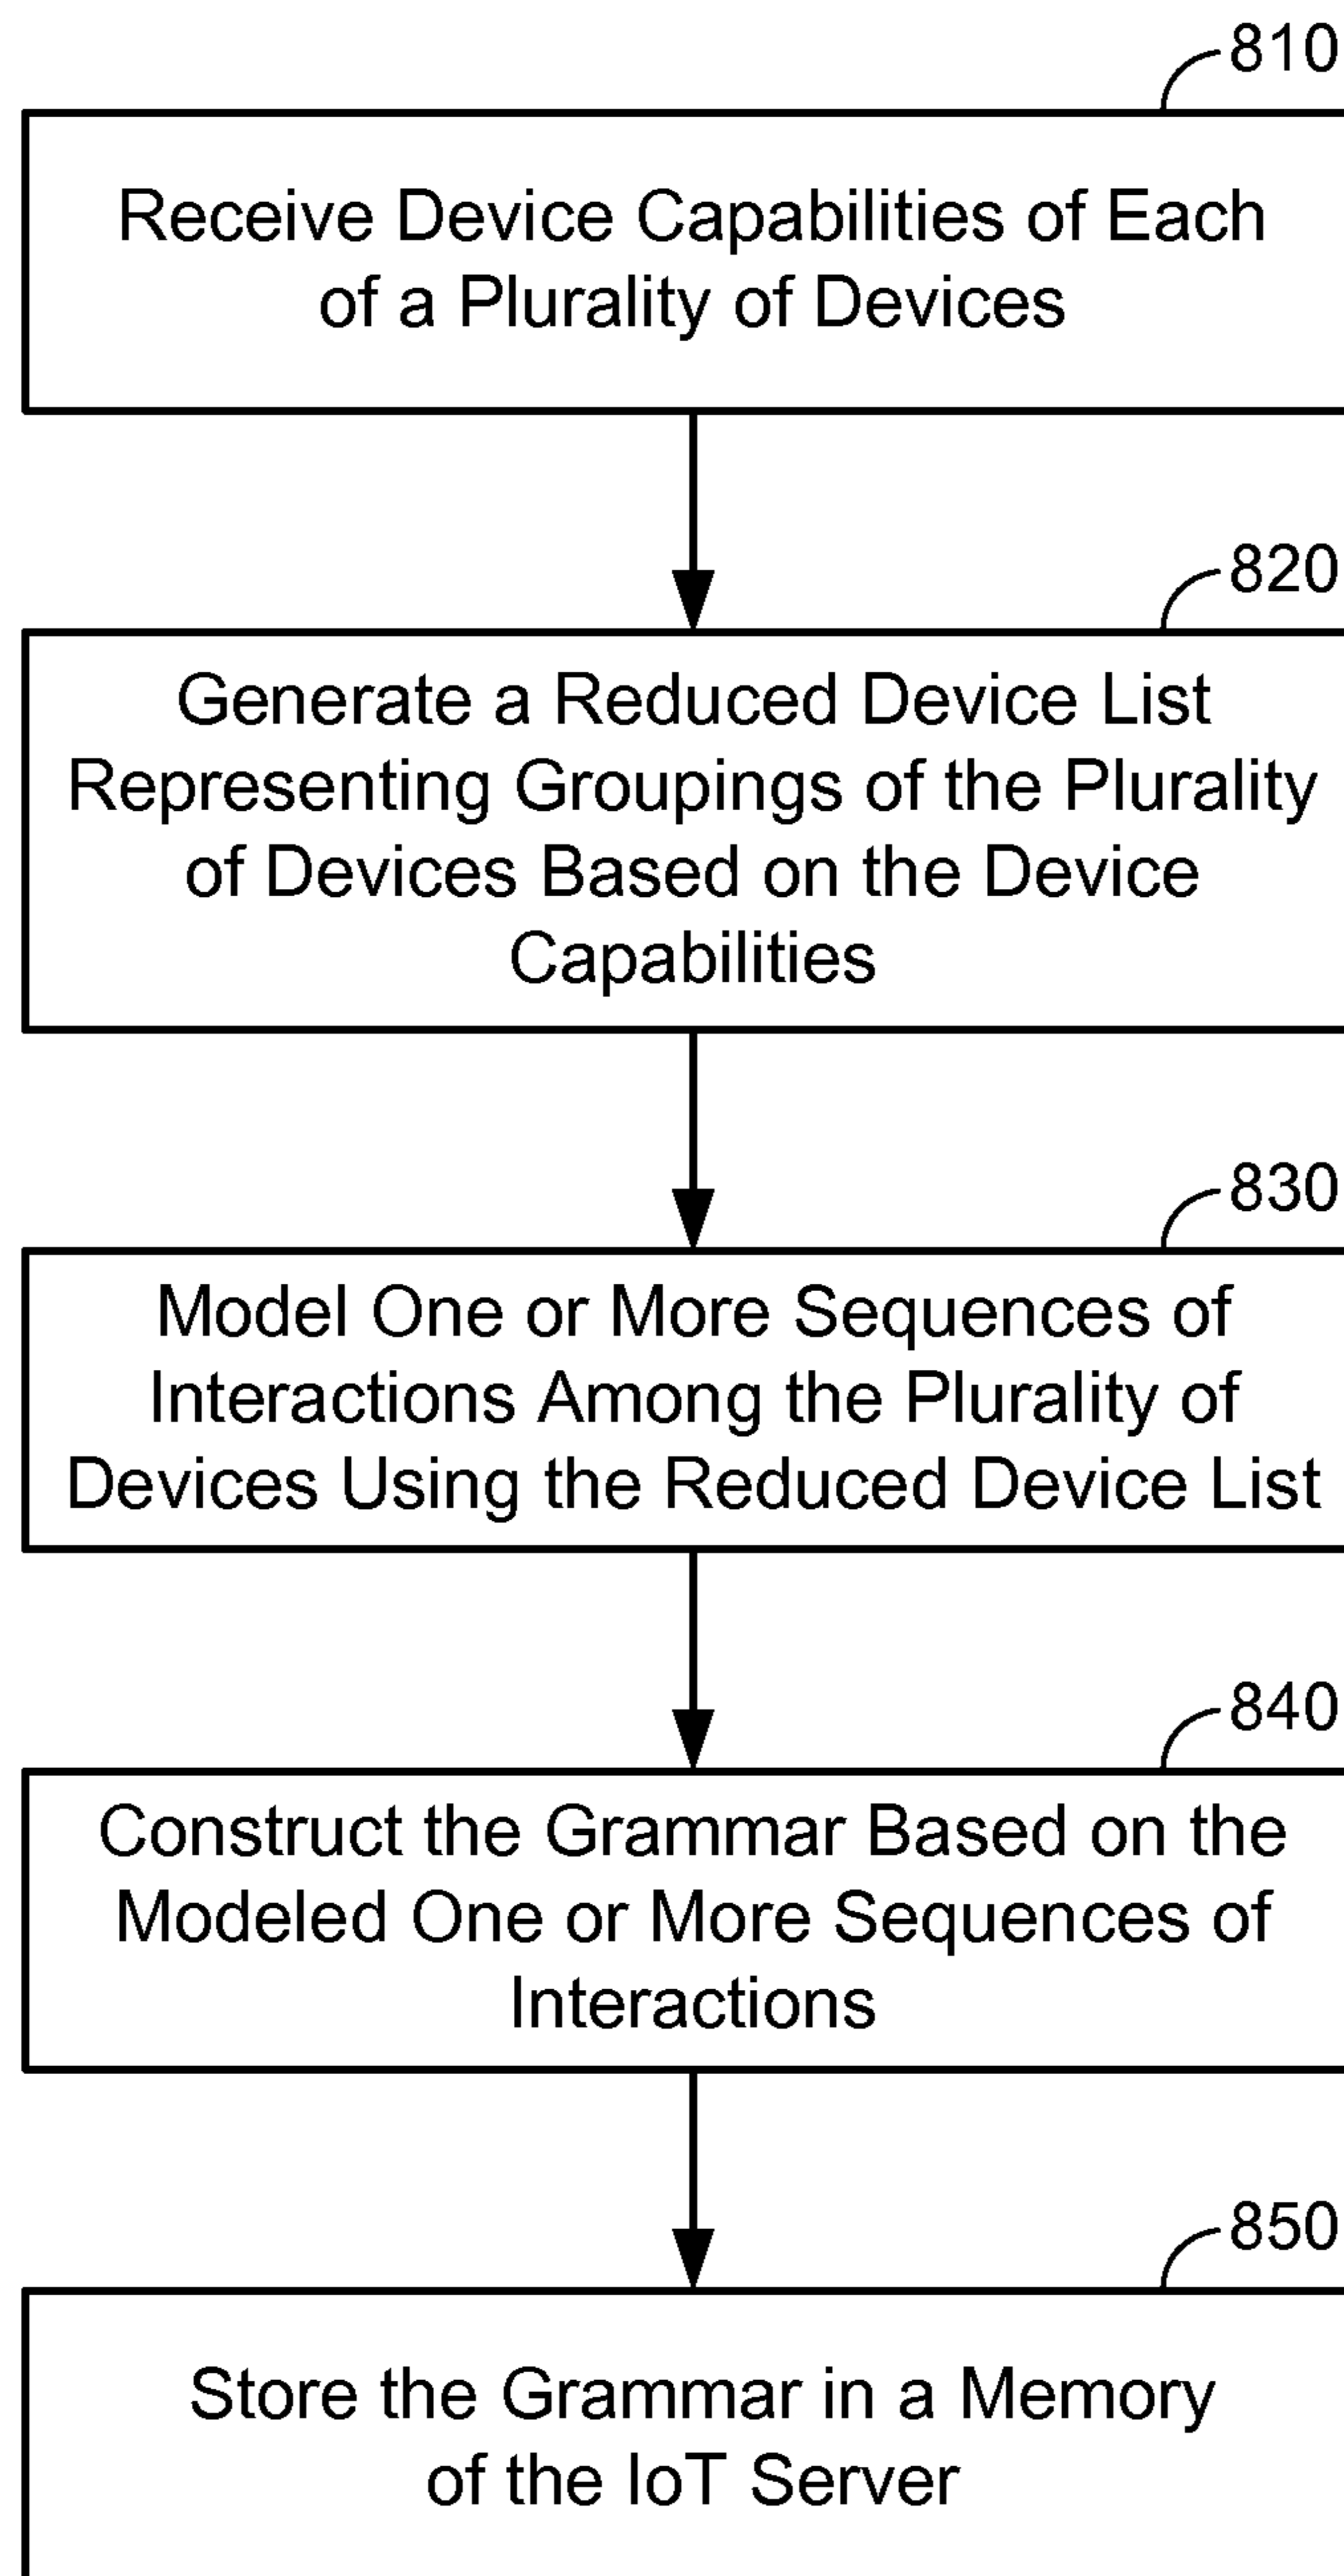 810
Receive Device Capabilities of Each
of a Plurality of Devices
820
Generate a Reduced Device List
Representing Groupings of the Plurality
of Devices Based on the Device
Capabilities
830
Model One or More Sequences of
Interactions Among the Plurality of
Devices Using the Reduced Device List
840
Construct the Grammar Based on the
Modeled One or More Sequences of
Interactions
850
Store the Grammar in a Memory
of the IoT Server